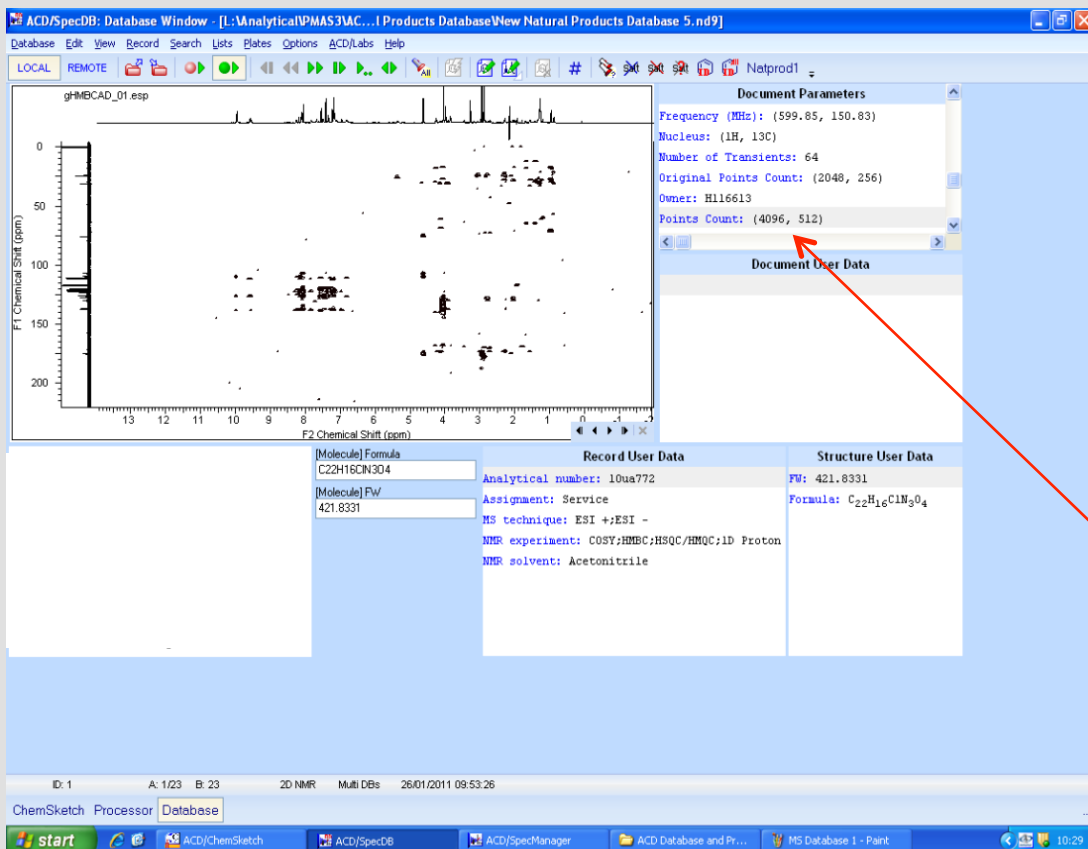 ACD/SpecDB: Database Window - [L:\Analytical\PMAS3\AC...l Products Database\New Natural Products Database 5.nd9]
Database Edit View Record Search Lists Plates Options ACD/Labs Help
LOCAL REMOTE All # Natprod1
gHMBCAD_01.esp
0
50
100
150
200
F1 Chemical Shift (ppm)
13 12 11 10 9 8 7 6 5 4 3 2 1 0 -1 -2
F2 Chemical Shift (ppm)
Document Parameters
Frequency (MHz): (599.85, 150.83)
Nucleus: (1H, 13C)
Number of Transients: 64
Original Points Count: (2048, 256)
Owner: H116613
Points Count: (4096, 512)
Document User Data
[Molecule] Formula
C22H16ClN3O4
[Molecule] FW
421.8331
Record User Data
Analytical number: 10ua772
Assignment: Service
MS technique: ESI +;ESI -
NMR experiment: COSY;HMBC;HSQC/HMQC;1D Proton
NMR solvent: Acetonitrile
Structure User Data
FW: 421.8331
Formula: C22H16ClN3O4
ID: 1 A: 1/23 B: 23 2D NMR Multi DBs 26/01/2011 09:53:26
ChemSketch Processor Database
start ACD/ChemSketch ACD/SpecDB ACD/SpecManager ACD Database and Pr... MS Database 1 - Paint 10:29